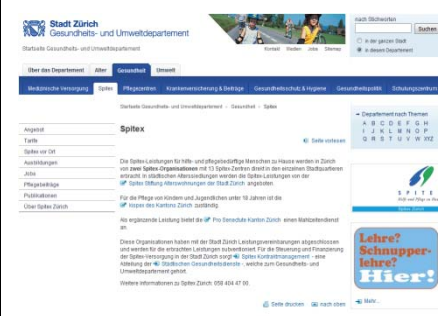 Stadt Zürich
Gesundheits- und Umweltdepartement
Startseite Gesundheits- und Umweltdepartement
Kontakt Medien Jobs Sitemap
nach Stichworten
Suchen
in der ganzen Stadt
in diesem Departement
Über das Departement Alter Gesundheit Umwelt
Medizinische Versorgung Spitex Pflegezentren Krankenversicherung & Beiträge Gesundheitsschutz & Hygiene Gesundheitspolitik Schulungszentrum
Startseite Gesundheits- und Umweltdepartement Gesundheit Spitex
Angebot
Tarife
Spitex vor Ort
Ausbildungen
Jobs
Pflegebeiträge
Publikationen
Über Spitex Zürich
Spitex
Seite vorlesen
Die Spitex-Leistungen für hilfe- und pflegebedürftige Menschen zu Hause werden in Zürich
von zwei Spitex-Organisationen mit 13 Spitex-Zentren direkt in den einzelnen Stadtquartieren
erbracht. In städtischen Alterssiedlungen werden die Spitex-Leistungen von der
Spitex Stiftung Alterswohnungen der Stadt Zürich angeboten.
Für die Pflege von Kindern und Jugendlichen unter 18 Jahren ist die
Kispex des Kantons Zürich zuständig.
Als ergänzende Leistung bietet die Pro Senectute Kanton Zürich einen Mahlzeitendienst
an.
Diese Organisationen haben mit der Stadt Zürich Leistungsvereinbarungen abgeschlossen
und werden für die erbrachten Leistungen subventioniert. Für die Steuerung und Finanzierung
der Spitex-Versorgung in der Stadt Zürich sorgt Spitex Kontraktmanagement - eine
Abteilung der Städtischen Gesundheitsdienste, welche zum Gesundheits- und
Umweltdepartement gehört.
Weitere Informationen zu Spitex Zürich: 058 404 47 00.
Seite drucken nach oben
Departement nach Themen
A B C D E F G H
I J K L M N O P
Q R S T U V W XYZ
SPITEX
Spitex Zürich
Lehre?
Schnupper-
lehre?
Hier!
Mehr...